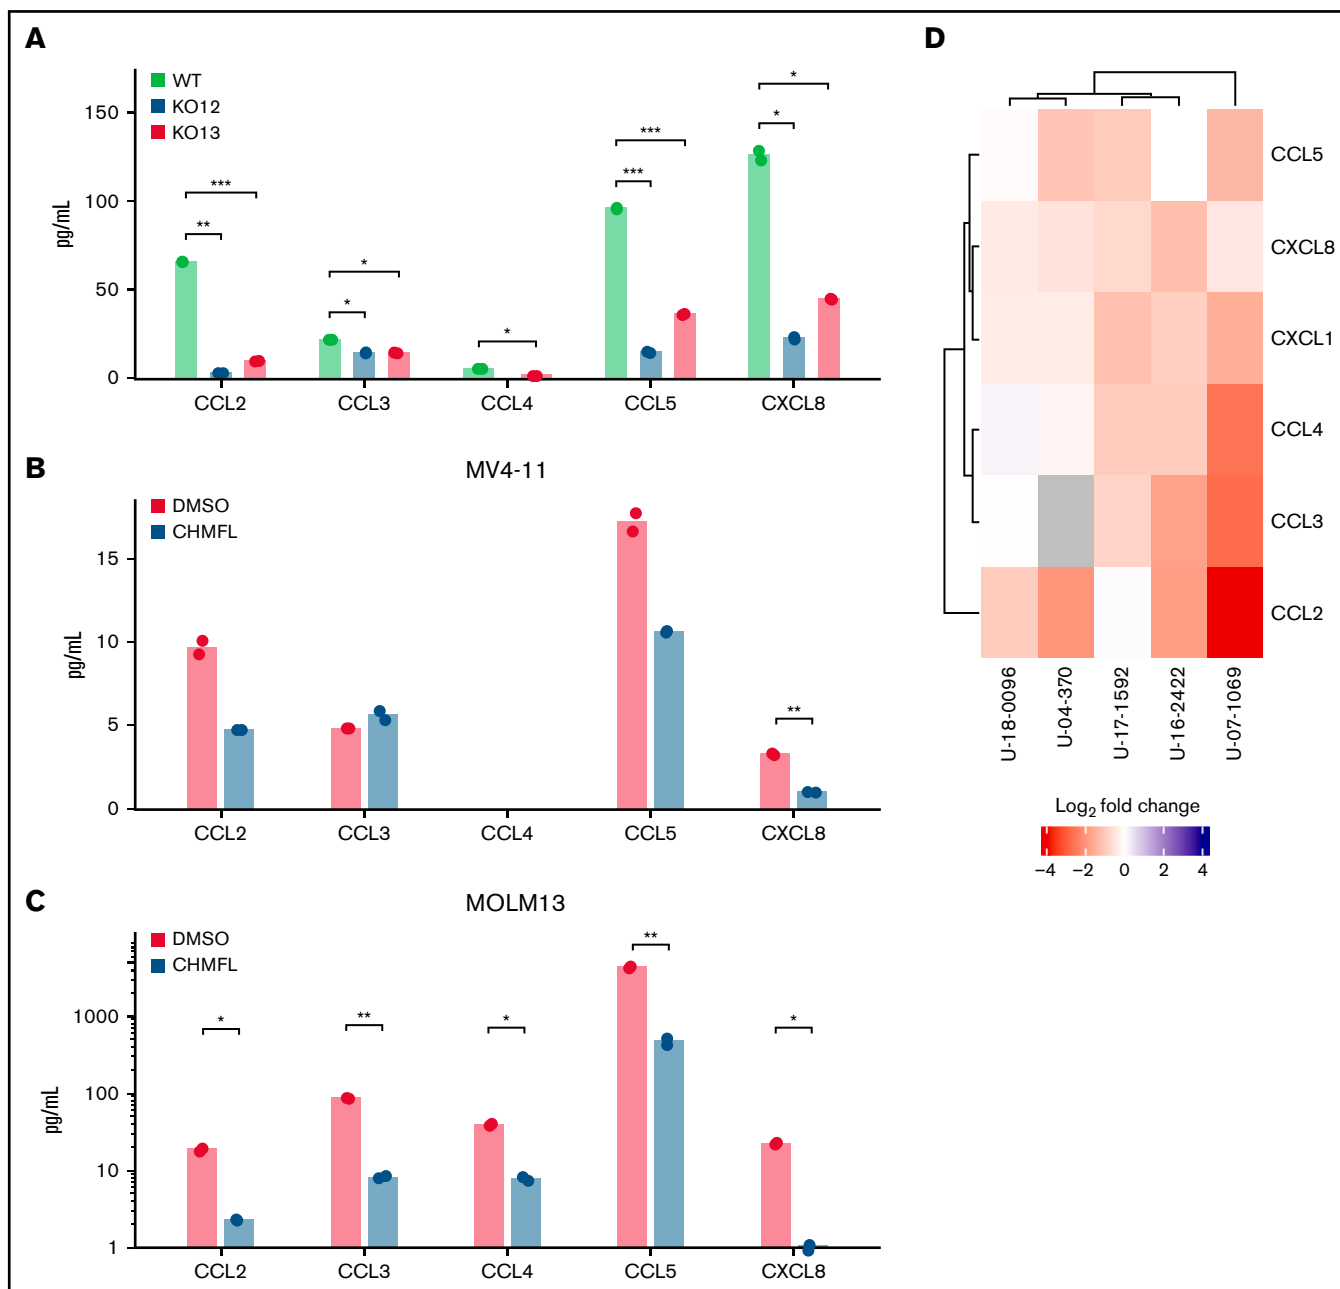 A
WT
KO12
KO13
pg/mL
150
100
50
0
***
**
*
*
*
***
***
*
*
CCL2 CCL3 CCL4 CCL5 CXCL8
B
MV4-11
DMSO
CHMFL
pg/mL
15
10
5
0
**
CCL2 CCL3 CCL4 CCL5 CXCL8
C
MOLM13
DMSO
CHMFL
pg/mL
1000
100
10
1
*
**
*
**
*
CCL2 CCL3 CCL4 CCL5 CXCL8
D
CCL5
CXCL8
CXCL1
CCL4
CCL3
CCL2
U-18-0096
U-04-370
U-17-1592
U-16-2422
U-07-1069
Log₂ fold change
−4 −2 0 2 4